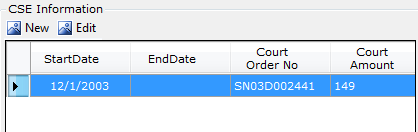 CSE Information
New Edit
StartDate EndDate Court Order No Court Amount
12/1/2003 SN03D002441 149